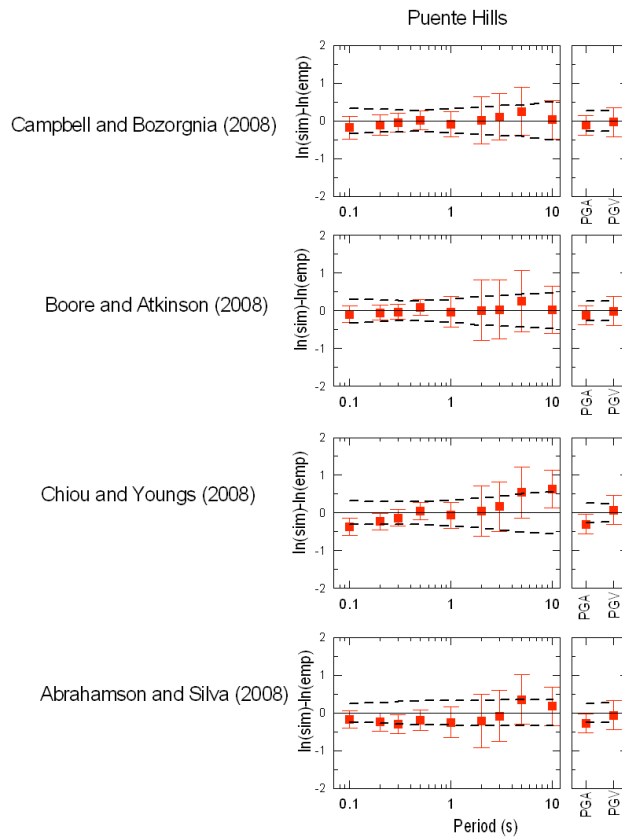 Puente Hills
Campbell and Bozorgnia (2008)
ln(sim)-ln(emp)
2
1
0
-1
-2
0.1 1 10
PGA PGV
Boore and Atkinson (2008)
ln(sim)-ln(emp)
2
1
0
-1
-2
0.1 1 10
PGA PGV
Chiou and Youngs (2008)
ln(sim)-ln(emp)
2
1
0
-1
-2
0.1 1 10
PGA PGV
Abrahamson and Silva (2008)
ln(sim)-ln(emp)
2
1
0
-1
-2
0.1 1 10
PGA PGV
Period (s)